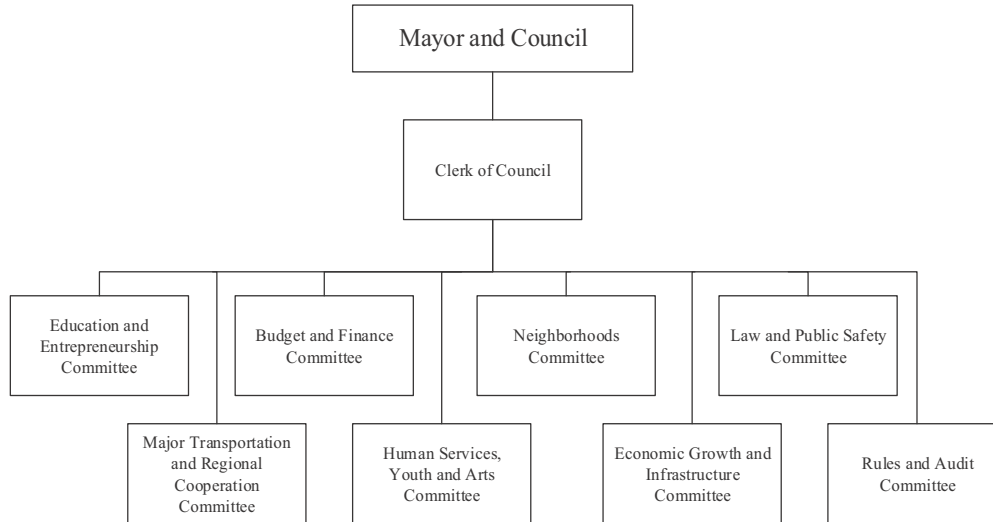 Mayor and Council
Clerk of Council
Education and
Entrepreneurship
Committee
Budget and Finance
Committee
Neighborhoods
Committee
Law and Public Safety
Committee
Major Transportation
and Regional
Cooperation
Committee
Human Services,
Youth and Arts
Committee
Economic Growth and
Infrastructure
Committee
Rules and Audit
Committee